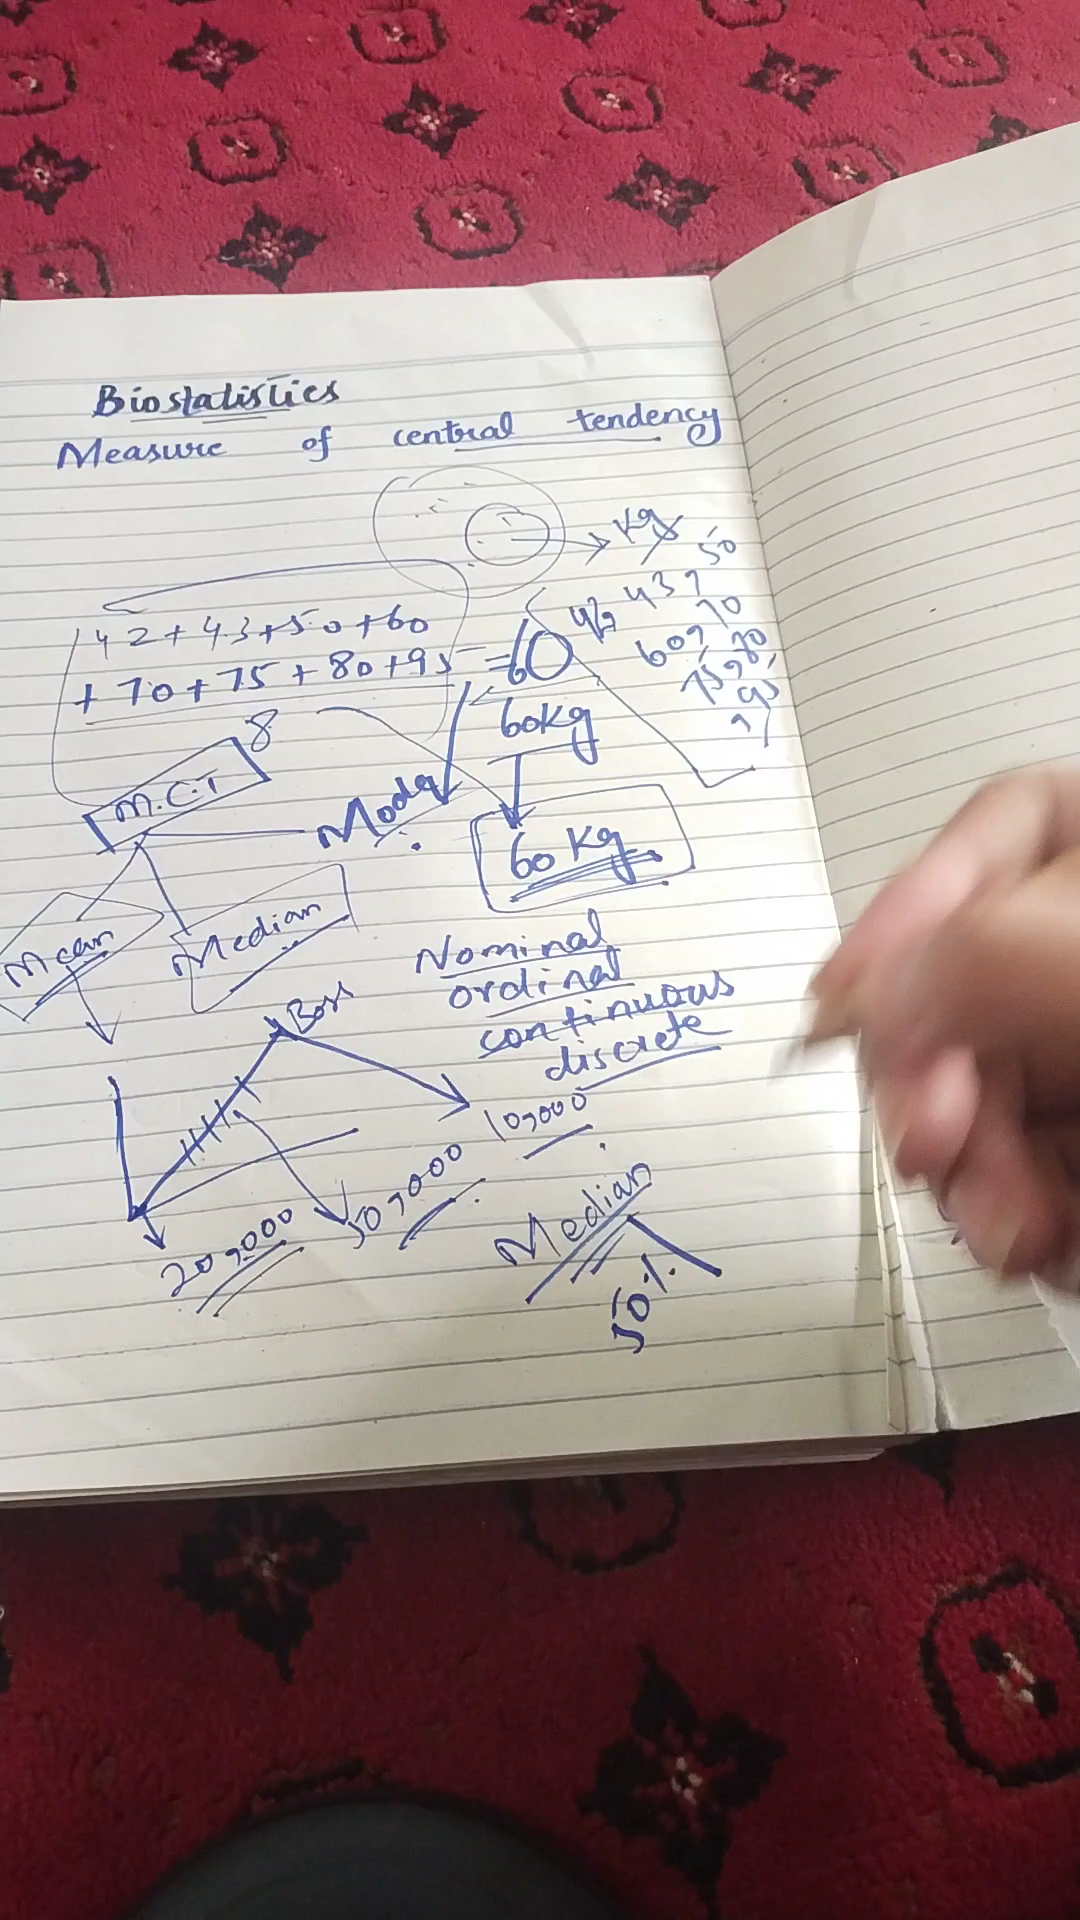 Biostatistics
Measure of central tendency
Kg
50
42, 43,
70
60,
75, 80,
95
42+43+50+60
+70+75+80+95 = 60
8
60kg
M.C.T
Mode
60 Kg
Mean
Median
Nominal
ordinal
continuous
discrete
Boss
10,000
50,000
20,000
Median
50%